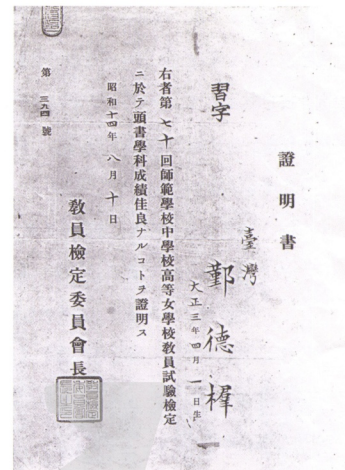 證明書
臺灣
鄞德樨
大正三年四月一日生
習字
右者第七十回師範學校中學校高等女學校教員試驗檢定
ニ於テ頭書學科成績佳良ナルコトヲ證明ス
昭和十四年八月十日
教員檢定委員會長
第三九四號